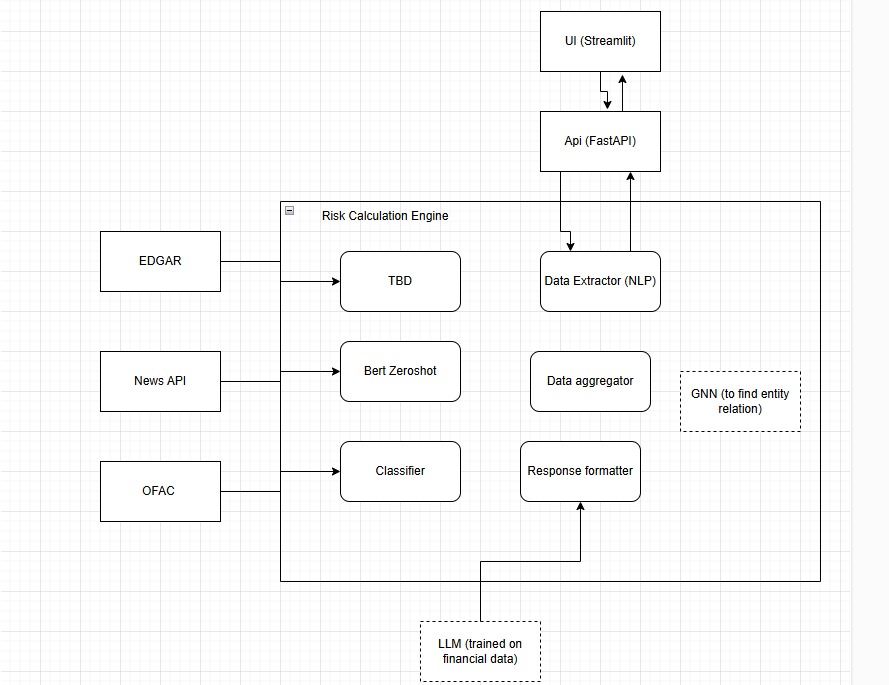 UI (Streamlit)
Api (FastAPI)
Risk Calculation Engine
EDGAR
TBD
Data Extractor (NLP)
News API
Bert Zeroshot
Data aggregator
GNN (to find entity
relation)
OFAC
Classifier
Response formatter
LLM (trained on
financial data)